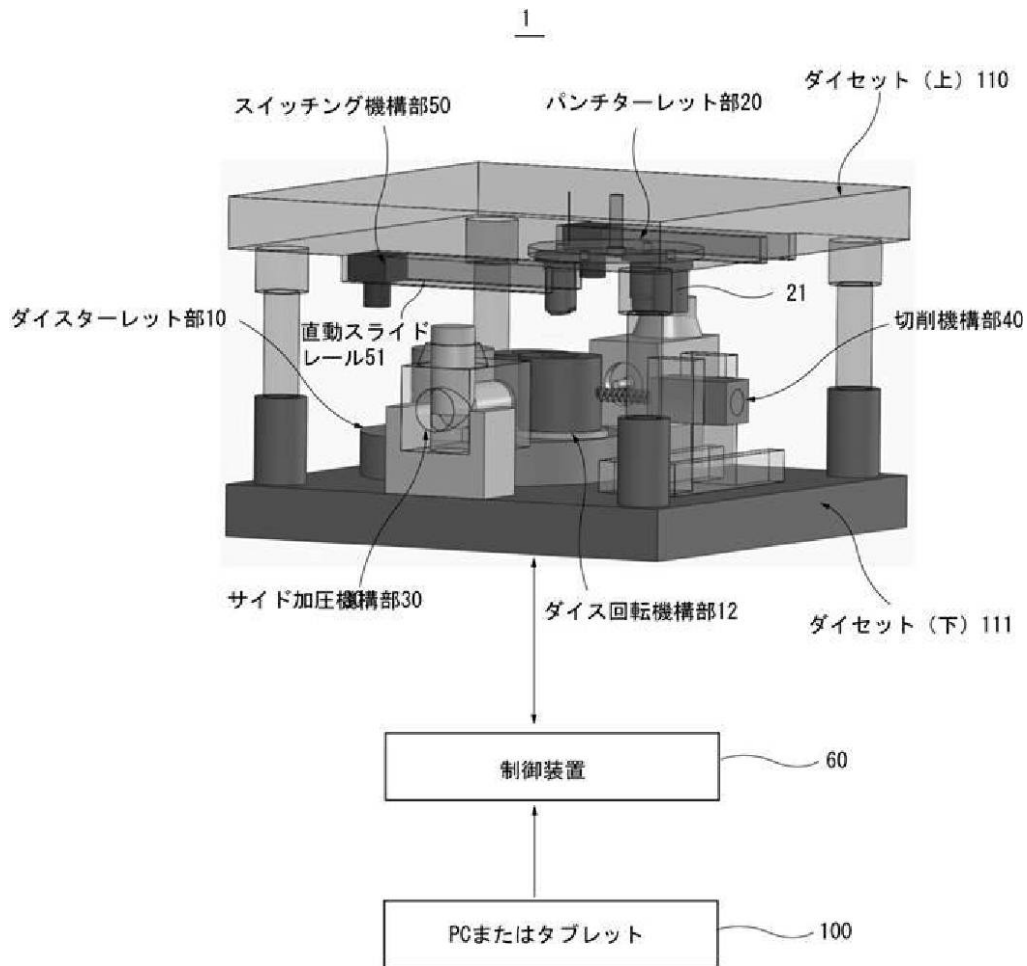 1
ダイセット（上）110
スイッチング機構部50
パンチターレット部20
21
ダイスターレット部10
直動スライド
レール51
切削機構部40
サイド加圧機構部30
ダイス回転機構部12
ダイセット（下）111
制御装置
60
PCまたはタブレット
100